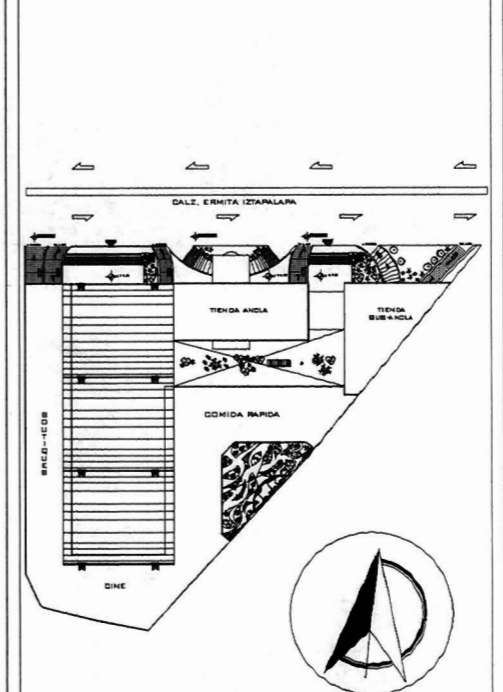 CALZ. ERMITA IZTAPALAPA
TIENDA ANCLA
TIENDA
SUB-ANCLA
COMIDA RAPIDA
BOUTIQUES
CINE